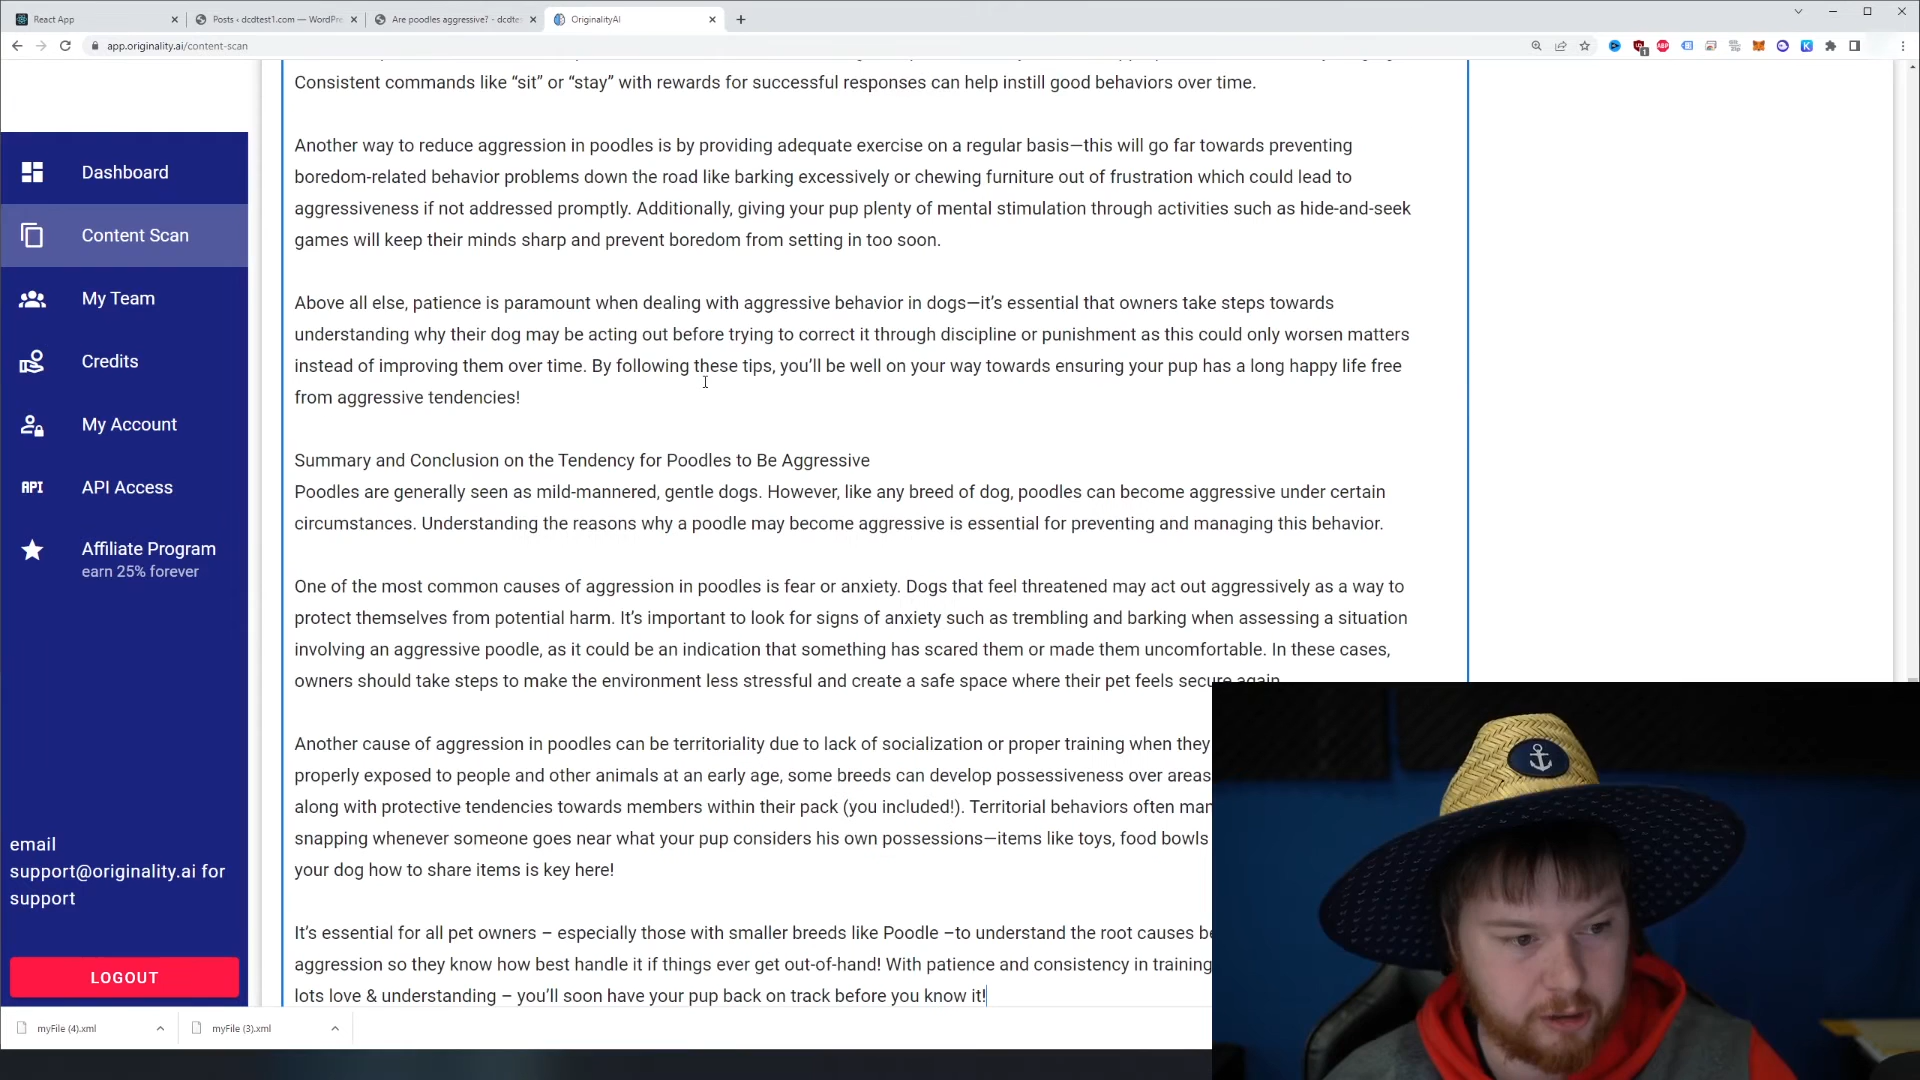 React App
Posts ‹ dcdtest1.com — WordPre
Are poodles aggressive? - dcdte
OriginalityAI
app.originality.ai/content-scan
Consistent commands like “sit” or “stay” with rewards for successful responses can help instill good behaviors over time.
Dashboard
Content Scan
My Team
Credits
My Account
API
API Access
Affiliate Program
earn 25% forever
email
support@originality.ai for
support
LOGOUT
Another way to reduce aggression in poodles is by providing adequate exercise on a regular basis—this will go far towards preventing
boredom-related behavior problems down the road like barking excessively or chewing furniture out of frustration which could lead to
aggressiveness if not addressed promptly. Additionally, giving your pup plenty of mental stimulation through activities such as hide-and-seek
games will keep their minds sharp and prevent boredom from setting in too soon.
Above all else, patience is paramount when dealing with aggressive behavior in dogs—it’s essential that owners take steps towards
understanding why their dog may be acting out before trying to correct it through discipline or punishment as this could only worsen matters
instead of improving them over time. By following these tips, you’ll be well on your way towards ensuring your pup has a long happy life free
from aggressive tendencies!
Summary and Conclusion on the Tendency for Poodles to Be Aggressive
Poodles are generally seen as mild-mannered, gentle dogs. However, like any breed of dog, poodles can become aggressive under certain
circumstances. Understanding the reasons why a poodle may become aggressive is essential for preventing and managing this behavior.
One of the most common causes of aggression in poodles is fear or anxiety. Dogs that feel threatened may act out aggressively as a way to
protect themselves from potential harm. It’s important to look for signs of anxiety such as trembling and barking when assessing a situation
involving an aggressive poodle, as it could be an indication that something has scared them or made them uncomfortable. In these cases,
owners should take steps to make the environment less stressful and create a safe space where their pet feels secure again.
Another cause of aggression in poodles can be territoriality due to lack of socialization or proper training when they
properly exposed to people and other animals at an early age, some breeds can develop possessiveness over areas
along with protective tendencies towards members within their pack (you included!). Territorial behaviors often man
snapping whenever someone goes near what your pup considers his own possessions—items like toys, food bowls
your dog how to share items is key here!
It’s essential for all pet owners – especially those with smaller breeds like Poodle –to understand the root causes be
aggression so they know how best handle it if things ever get out-of-hand! With patience and consistency in training
lots love & understanding – you’ll soon have your pup back on track before you know it!
myFile (4).xml
myFile (3).xml